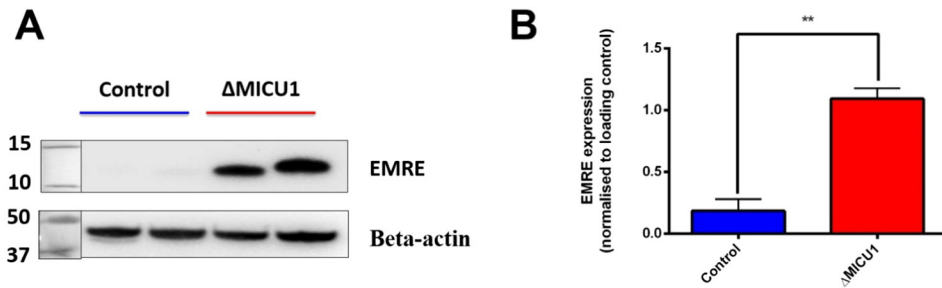 A
Control
ΔMICU1
15
10
EMRE
50
37
Beta-actin
B
**
EMRE expression
(normalised to loading control)
1.5
1.0
0.5
0.0
Control
ΔMICU1